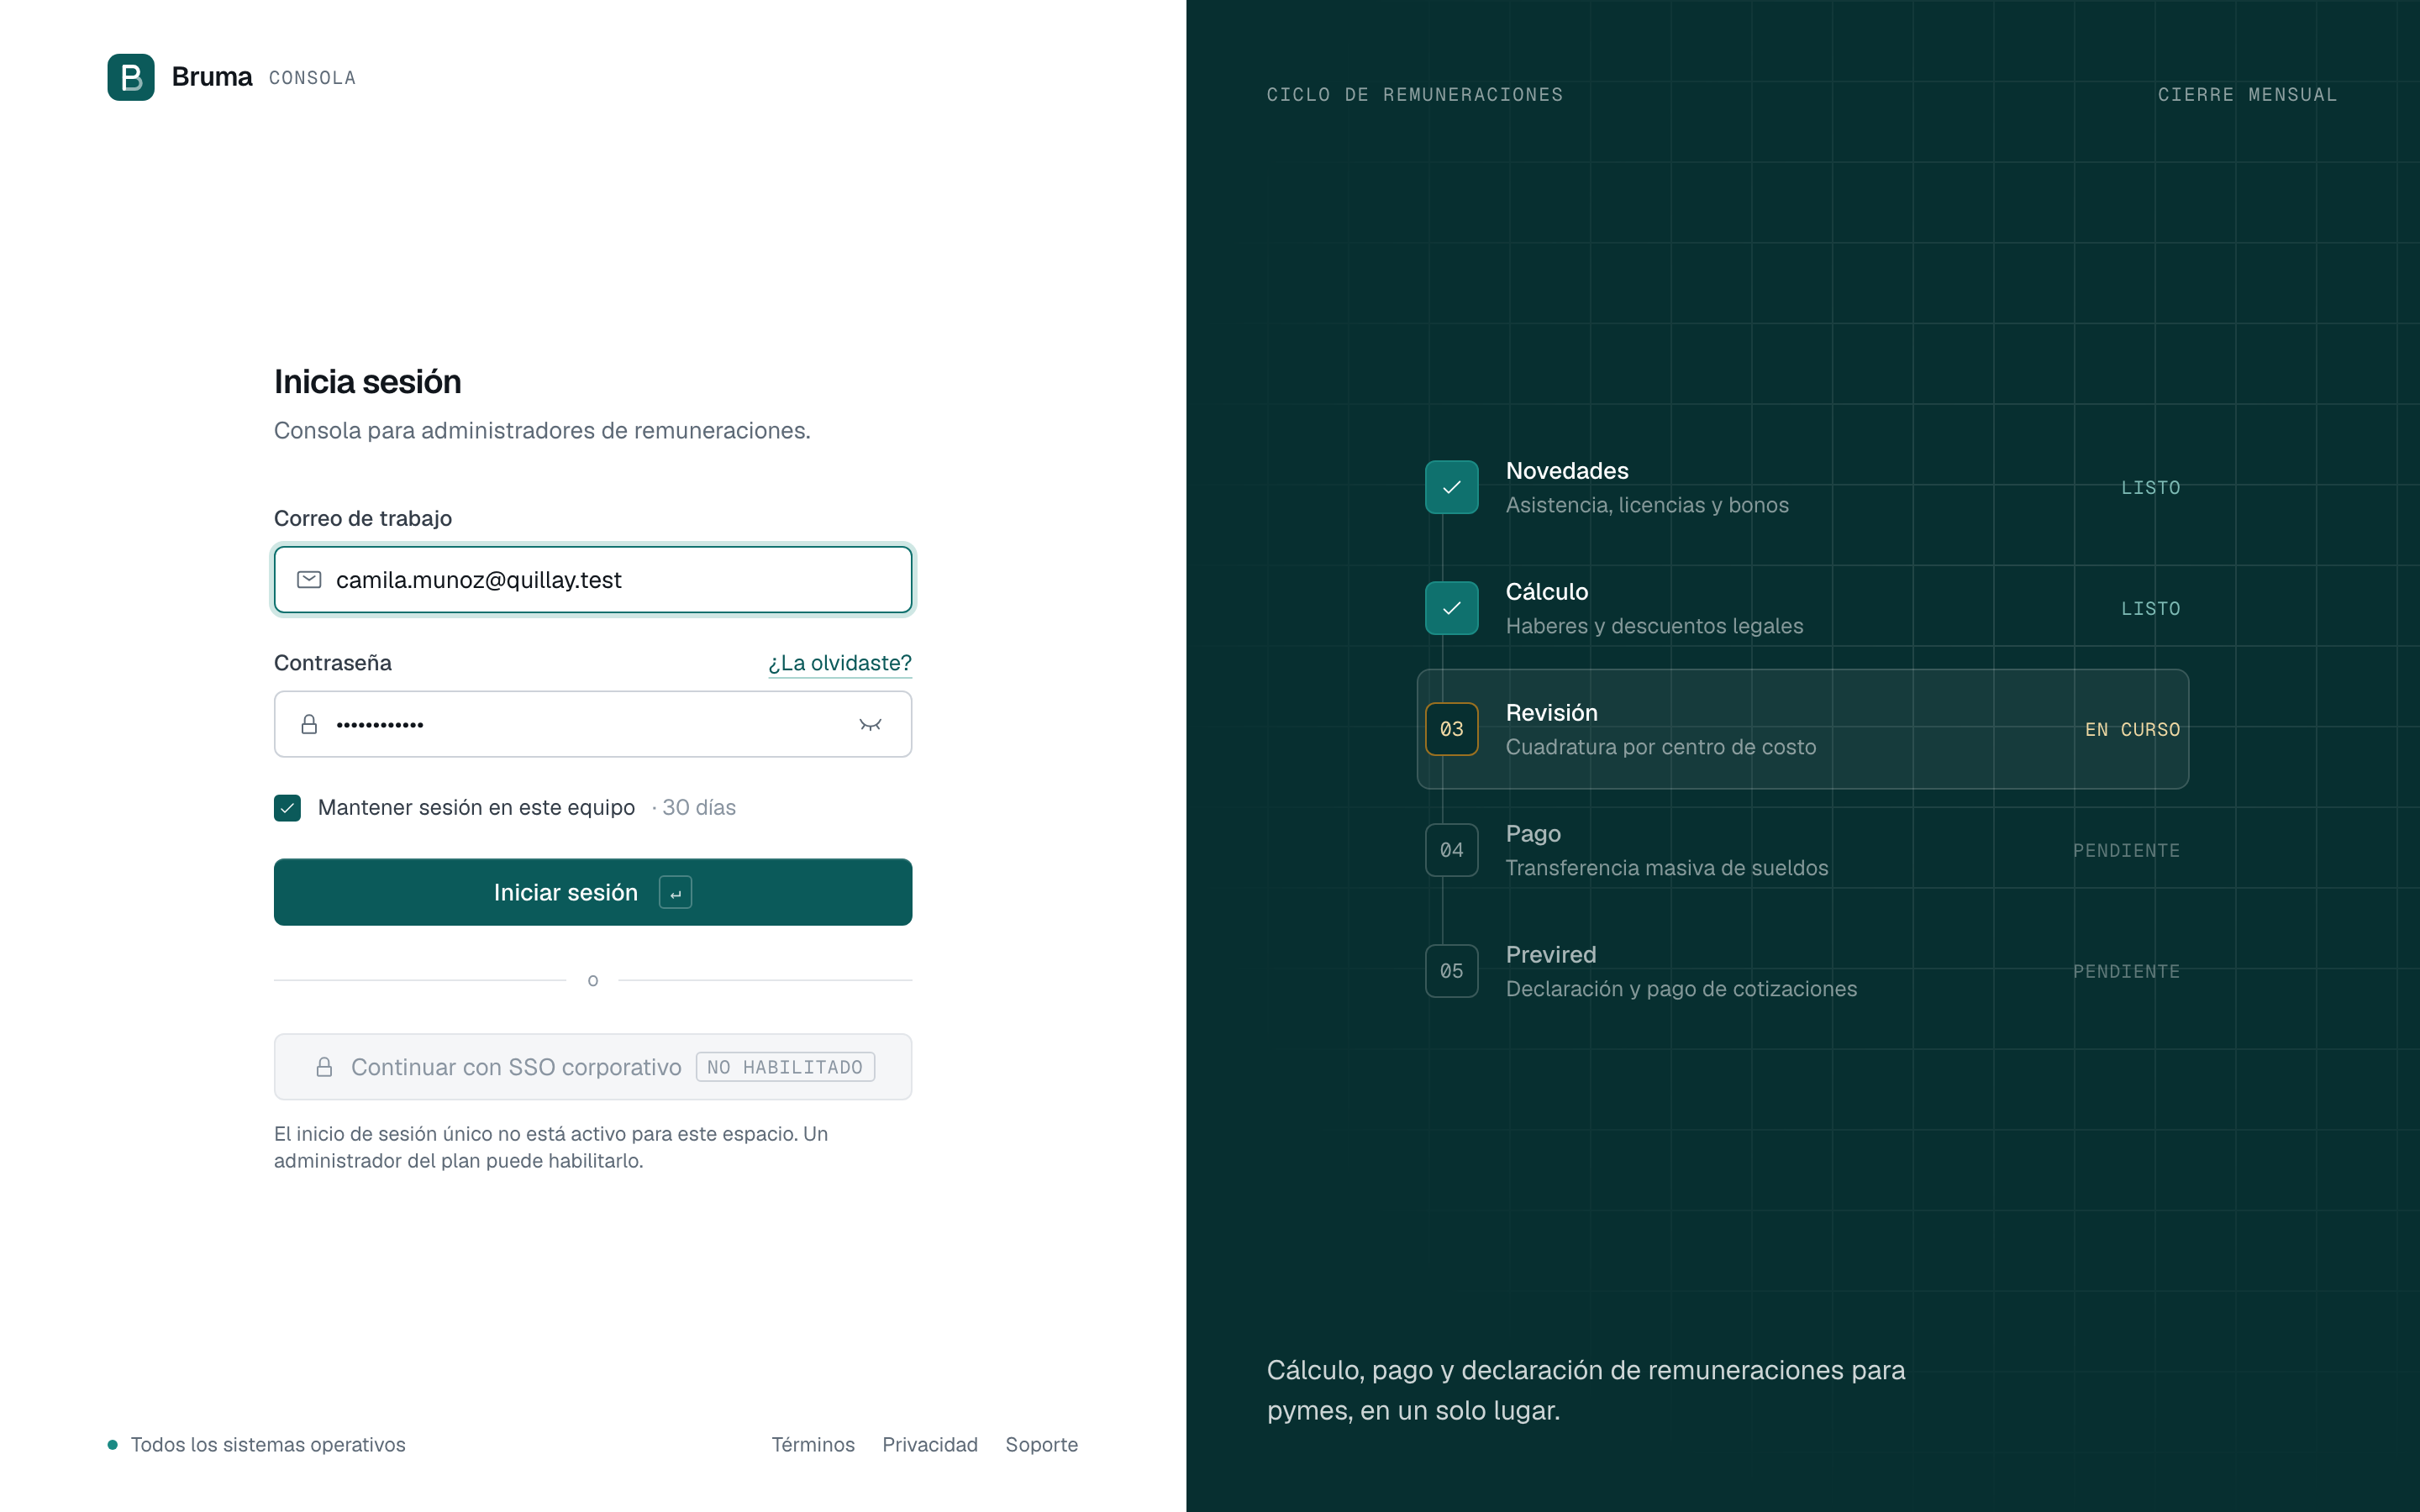 Bruma CONSOLA
Inicia sesión
Consola para administradores de remuneraciones.
Correo de trabajo
camila.munoz@quillay.test
Contraseña ¿La olvidaste?
••••••••••••
Mantener sesión en este equipo · 30 días
Iniciar sesión ↵
o
Continuar con SSO corporativo NO HABILITADO
El inicio de sesión único no está activo para este espacio. Un
administrador del plan puede habilitarlo.
Todos los sistemas operativos
Términos Privacidad Soporte
CICLO DE REMUNERACIONES CIERRE MENSUAL
Novedades
Asistencia, licencias y bonos
LISTO
Cálculo
Haberes y descuentos legales
LISTO
03
Revisión
Cuadratura por centro de costo
EN CURSO
04
Pago
Transferencia masiva de sueldos
PENDIENTE
05
Previred
Declaración y pago de cotizaciones
PENDIENTE
Cálculo, pago y declaración de remuneraciones para
pymes, en un solo lugar.